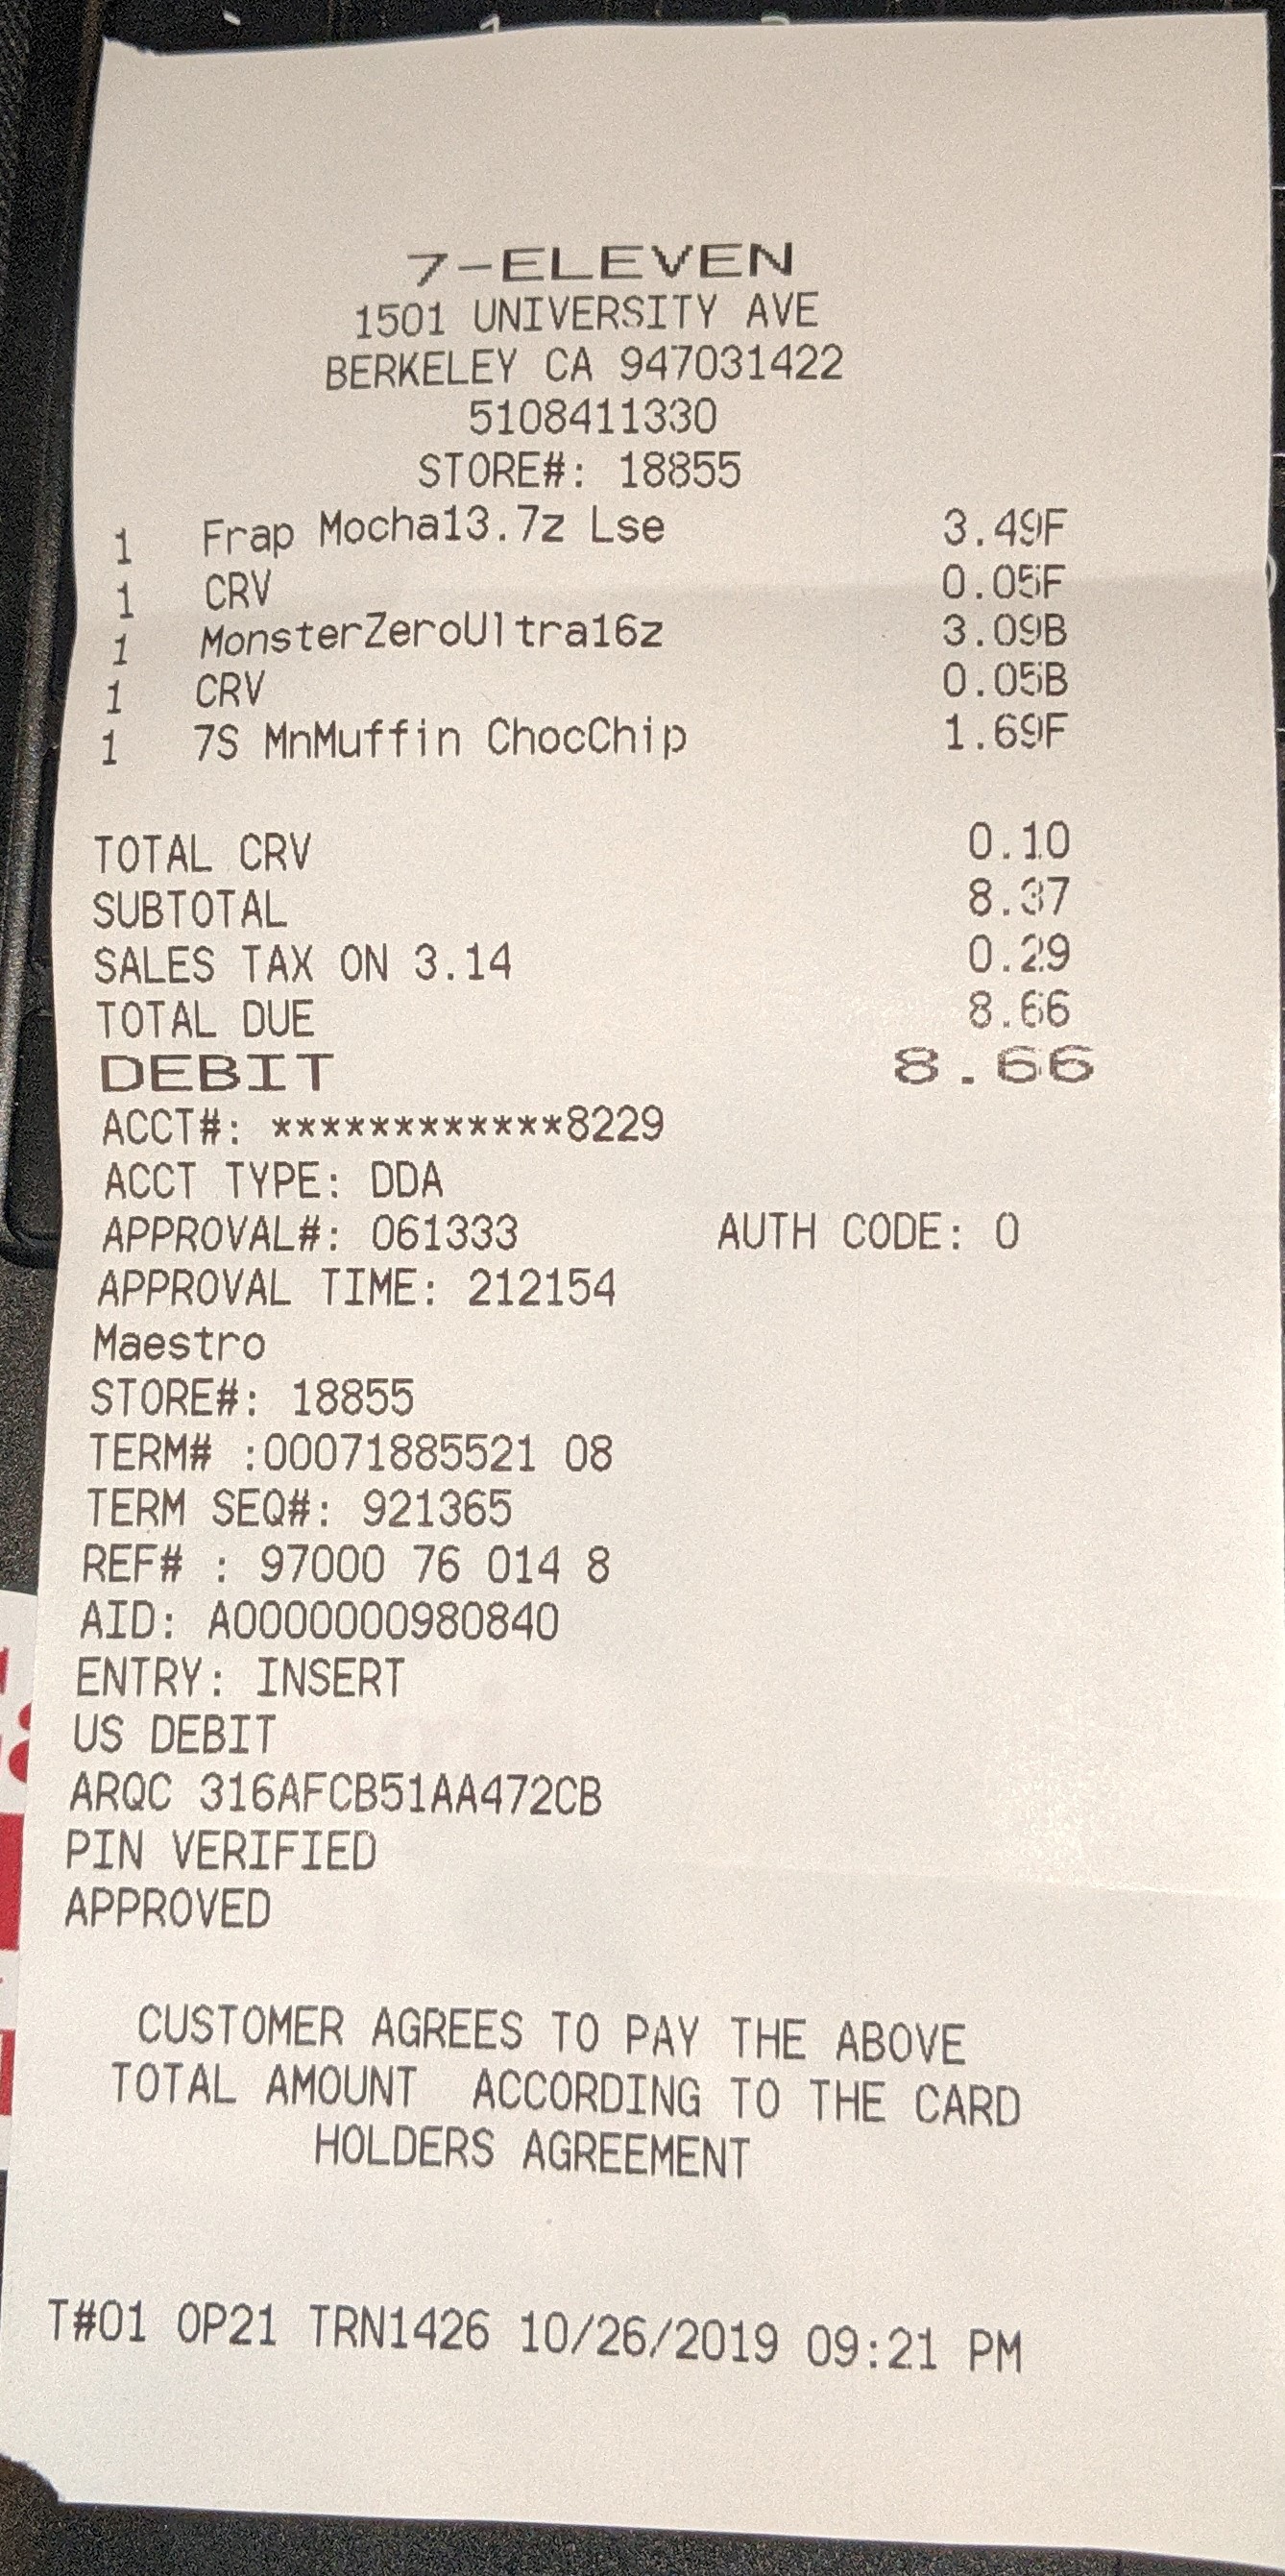 7-ELEVEN
1501 UNIVERSITY AVE
BERKELEY CA 947031422
5108411330
STORE#: 18855
1 Frap Mocha13.7z Lse 3.49F
1 CRV 0.05F
1 MonsterZeroUltra16z 3.09B
1 CRV 0.05B
1 7S MnMuffin ChocChip 1.69F
TOTAL CRV 0.10
SUBTOTAL 8.37
SALES TAX ON 3.14 0.29
TOTAL DUE 8.66
DEBIT 8.66
ACCT#: ************8229
ACCT TYPE: DDA
APPROVAL#: 061333 AUTH CODE: 0
APPROVAL TIME: 212154
Maestro
STORE#: 18855
TERM# :00071885521 08
TERM SEQ#: 921365
REF# : 97000 76 014 8
AID: A0000000980840
ENTRY: INSERT
US DEBIT
ARQC 316AFCB51AA472CB
PIN VERIFIED
APPROVED
CUSTOMER AGREES TO PAY THE ABOVE
TOTAL AMOUNT ACCORDING TO THE CARD
HOLDERS AGREEMENT
T#01 OP21 TRN1426 10/26/2019 09:21 PM